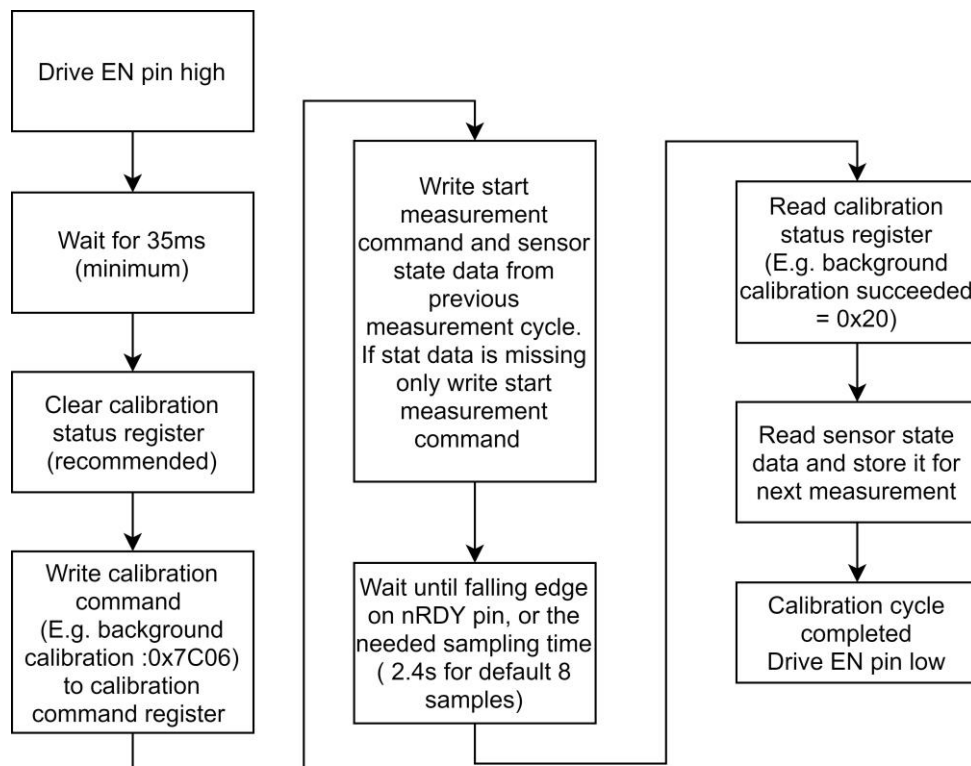 Drive EN pin high
Wait for 35ms
(minimum)
Clear calibration
status register
(recommended)
Write calibration
command
(E.g. background
calibration :0x7C06)
to calibration
command register
Write start
measurement
command and sensor
state data from
previous
measurement cycle.
If stat data is missing
only write start
measurement
command
Wait until falling edge
on nRDY pin, or the
needed sampling time
( 2.4s for default 8
samples)
Read calibration
status register
(E.g. background
calibration succeeded
= 0x20)
Read sensor state
data and store it for
next measurement
Calibration cycle
completed
Drive EN pin low